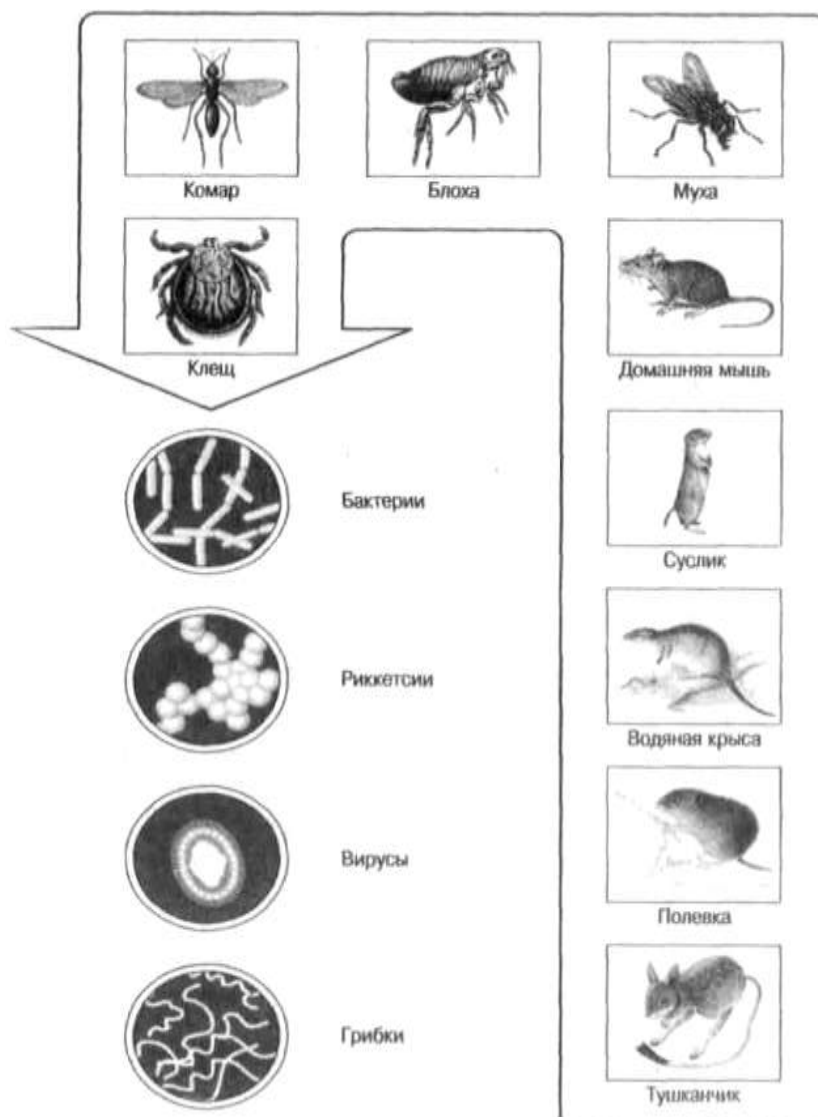 Комар
Блоха
Муха
Клещ
Домашняя мышь
Бактерии
Суслик
Риккетсии
Водяная крыса
Вирусы
Полевка
Грибки
Тушканчик